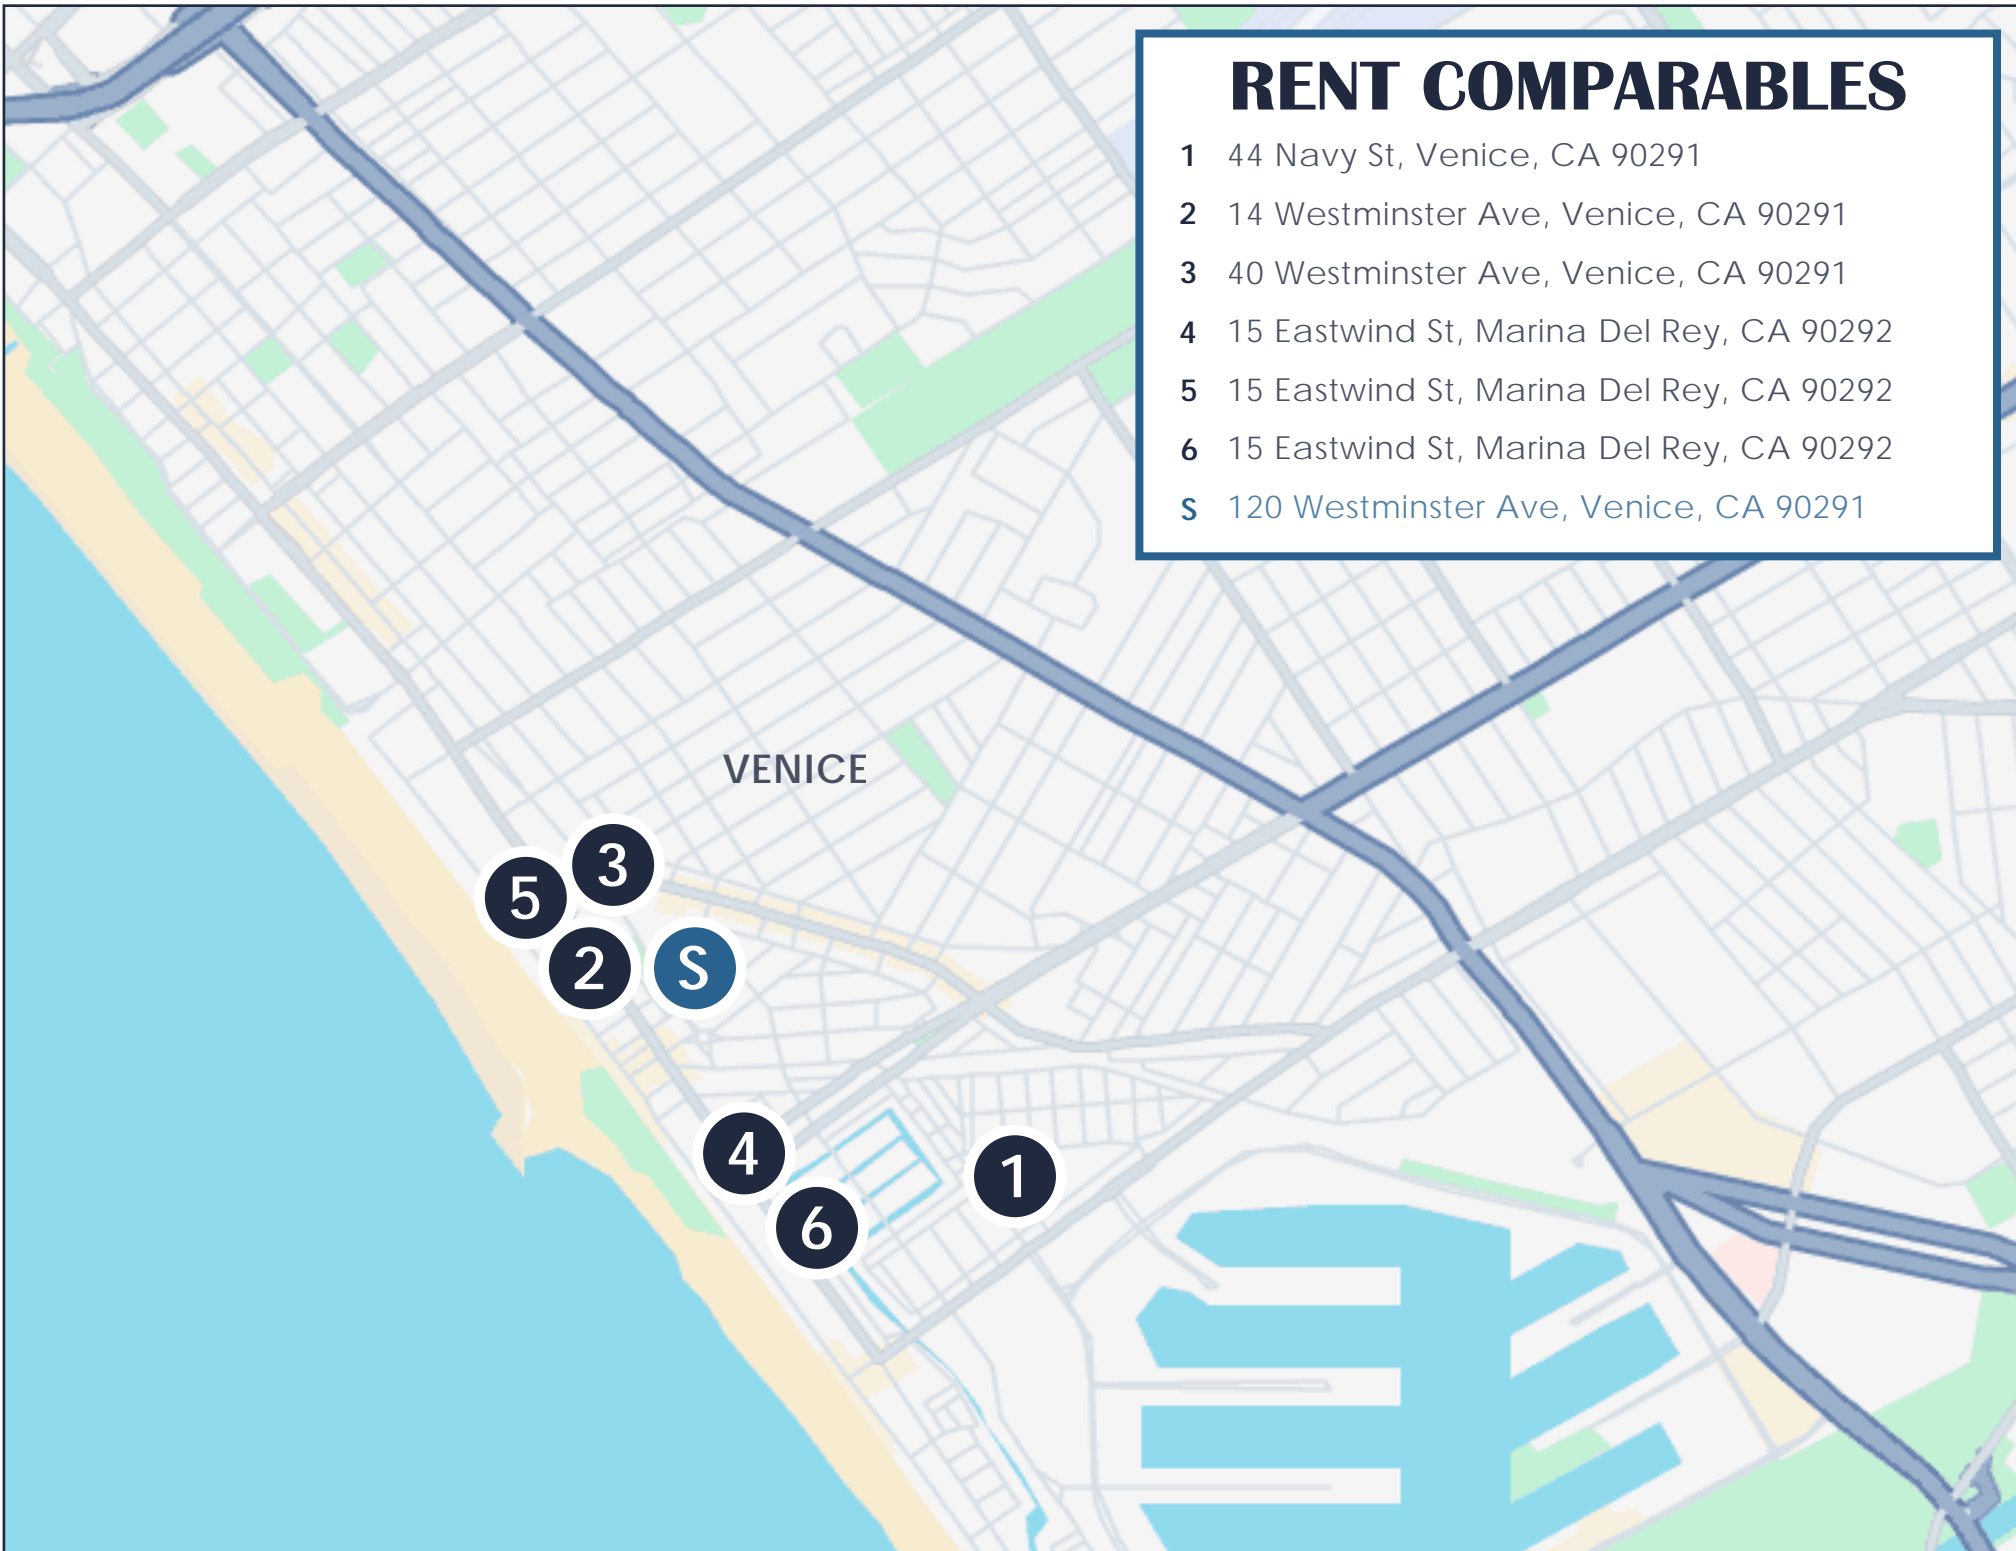 RENT COMPARABLES
1 44 Navy St, Venice, CA 90291
2 14 Westminster Ave, Venice, CA 90291
3 40 Westminster Ave, Venice, CA 90291
4 15 Eastwind St, Marina Del Rey, CA 90292
5 15 Eastwind St, Marina Del Rey, CA 90292
6 15 Eastwind St, Marina Del Rey, CA 90292
S 120 Westminster Ave, Venice, CA 90291
VENICE
3
5
2 S
4
1
6